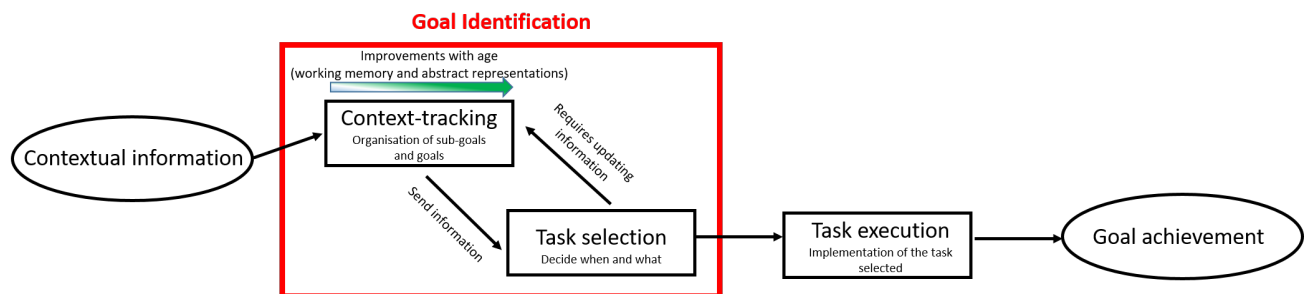 Goal Identification
Improvements with age
(working memory and abstract representations)
Context-tracking
Organisation of sub-goals
and goals
Contextual information
Requires updating
information
Send information
Task selection
Decide when and what
Task execution
Implementation of the task
selected
Goal achievement